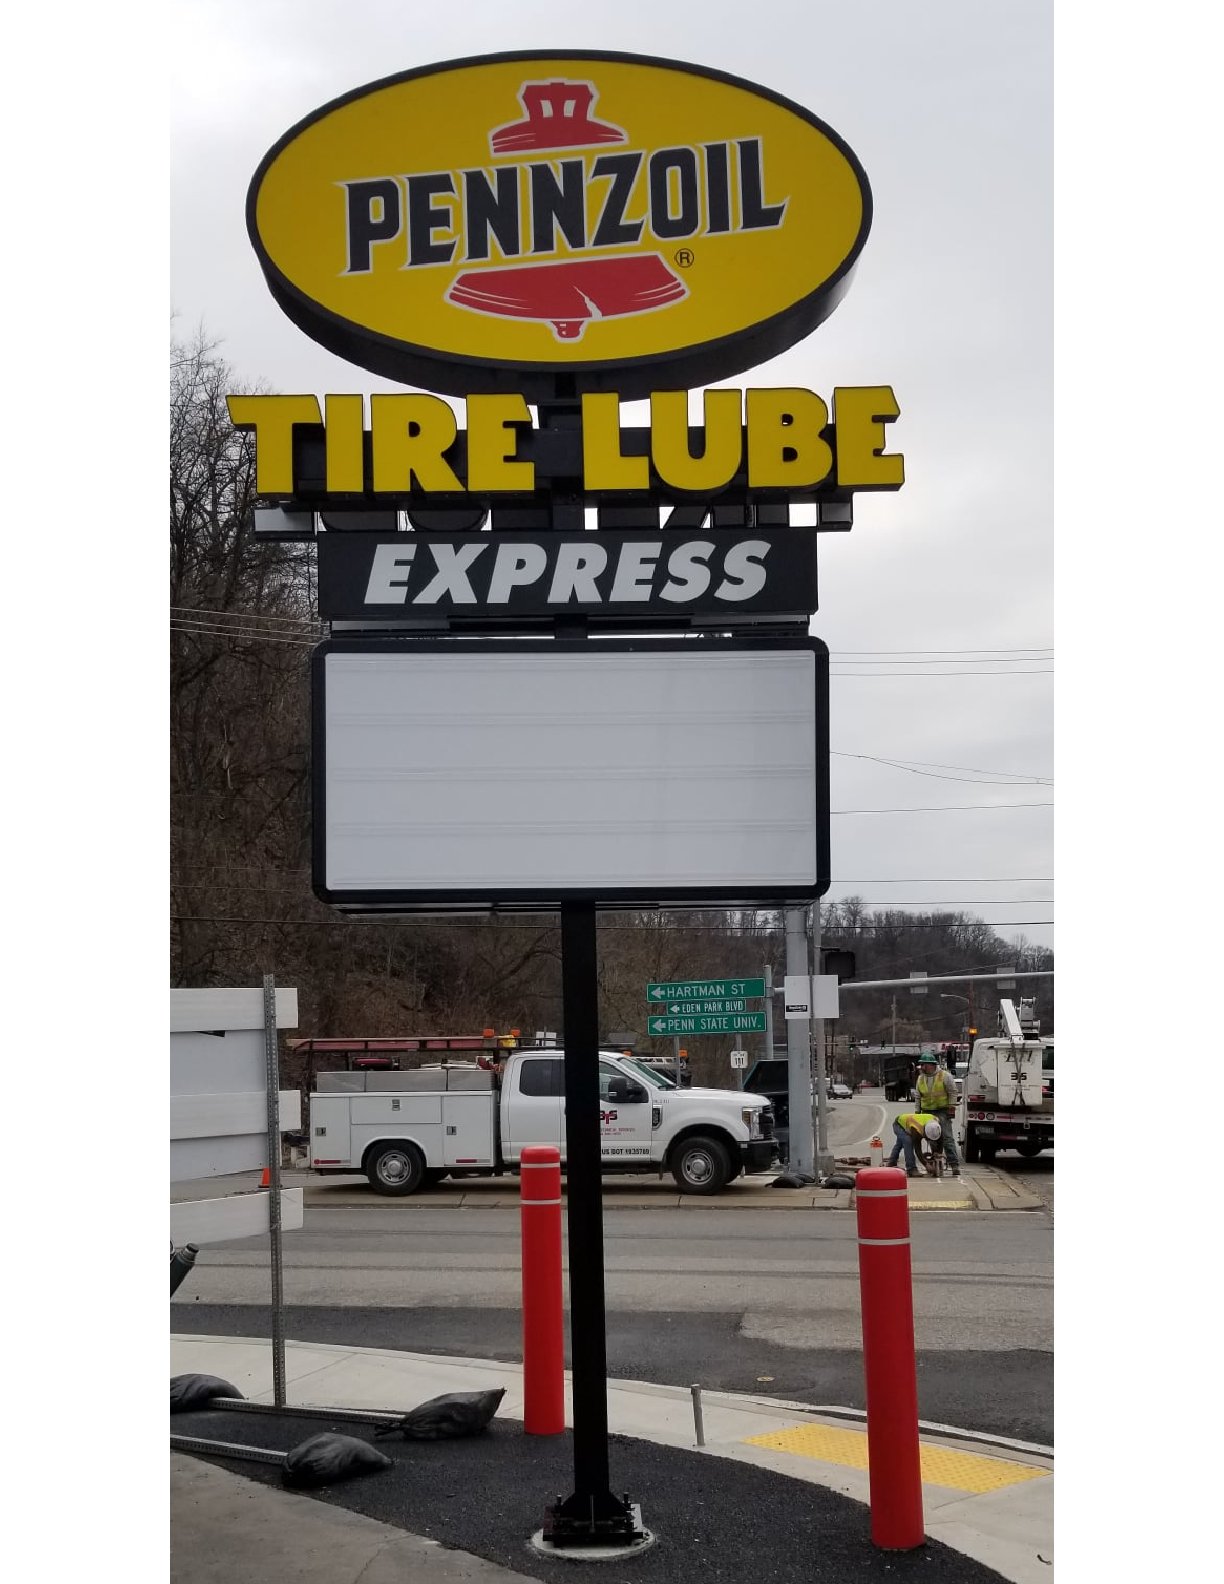 PENNZOIL
®
TIRE LUBE
EXPRESS
HARTMAN ST
EDEN PARK BLVD
PENN STATE UNIV.